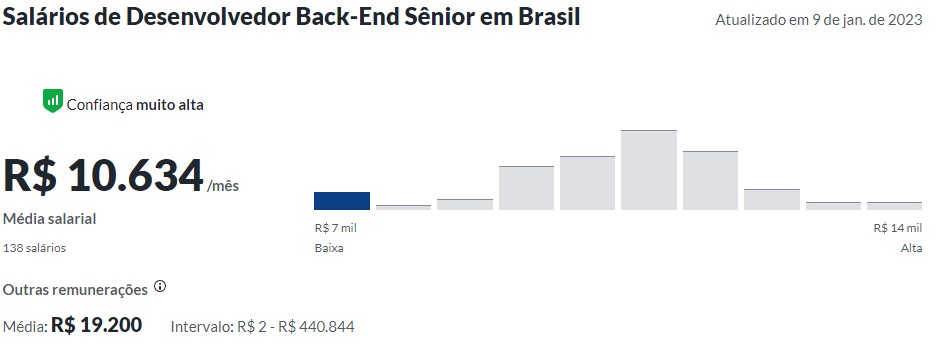 Salários de Desenvolvedor Back-End Sênior em Brasil
Atualizado em 9 de jan. de 2023
Confiança muito alta
R$ 10.634 /mês
Média salarial
138 salários
R$ 7 mil
Baixa
R$ 14 mil
Alta
Outras remunerações
Média: R$ 19.200 Intervalo: R$ 2 - R$ 440.844